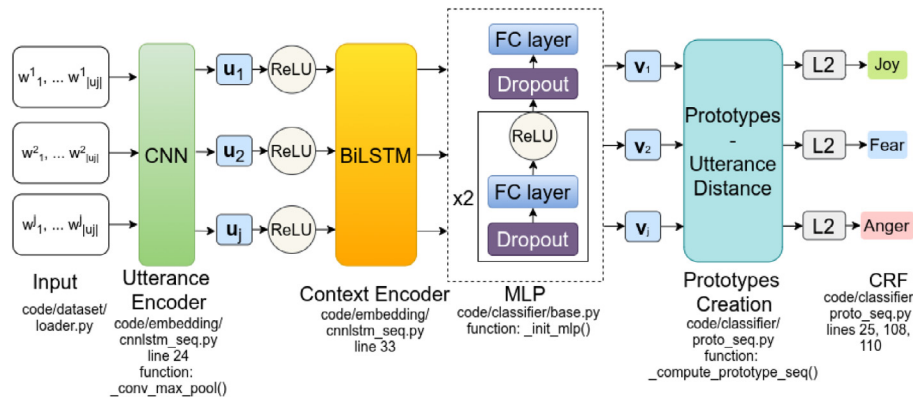 w¹₁, ... w¹|uj|
w²₁, ... w²|uj|
wʲ₁, ... wʲ|uj|
Input
code/dataset/
loader.py
CNN
Utterance
Encoder
code/embedding/
cnnlstm_seq.py
line 24
function:
_conv_max_pool()
u₁
u₂
uⱼ
ReLU
ReLU
ReLU
BiLSTM
Context Encoder
code/embedding/
cnnlstm_seq.py
line 33
FC layer
Dropout
ReLU
x2
FC layer
Dropout
MLP
code/classifier/base.py
function: _init_mlp()
v₁
v₂
vⱼ
Prototypes
-
Utterance
Distance
Prototypes
Creation
code/classifier/
proto_seq.py
function:
_compute_prototype_seq()
L2
L2
L2
Joy
Fear
Anger
CRF
code/classifier
proto_seq.py
lines 25, 108,
110